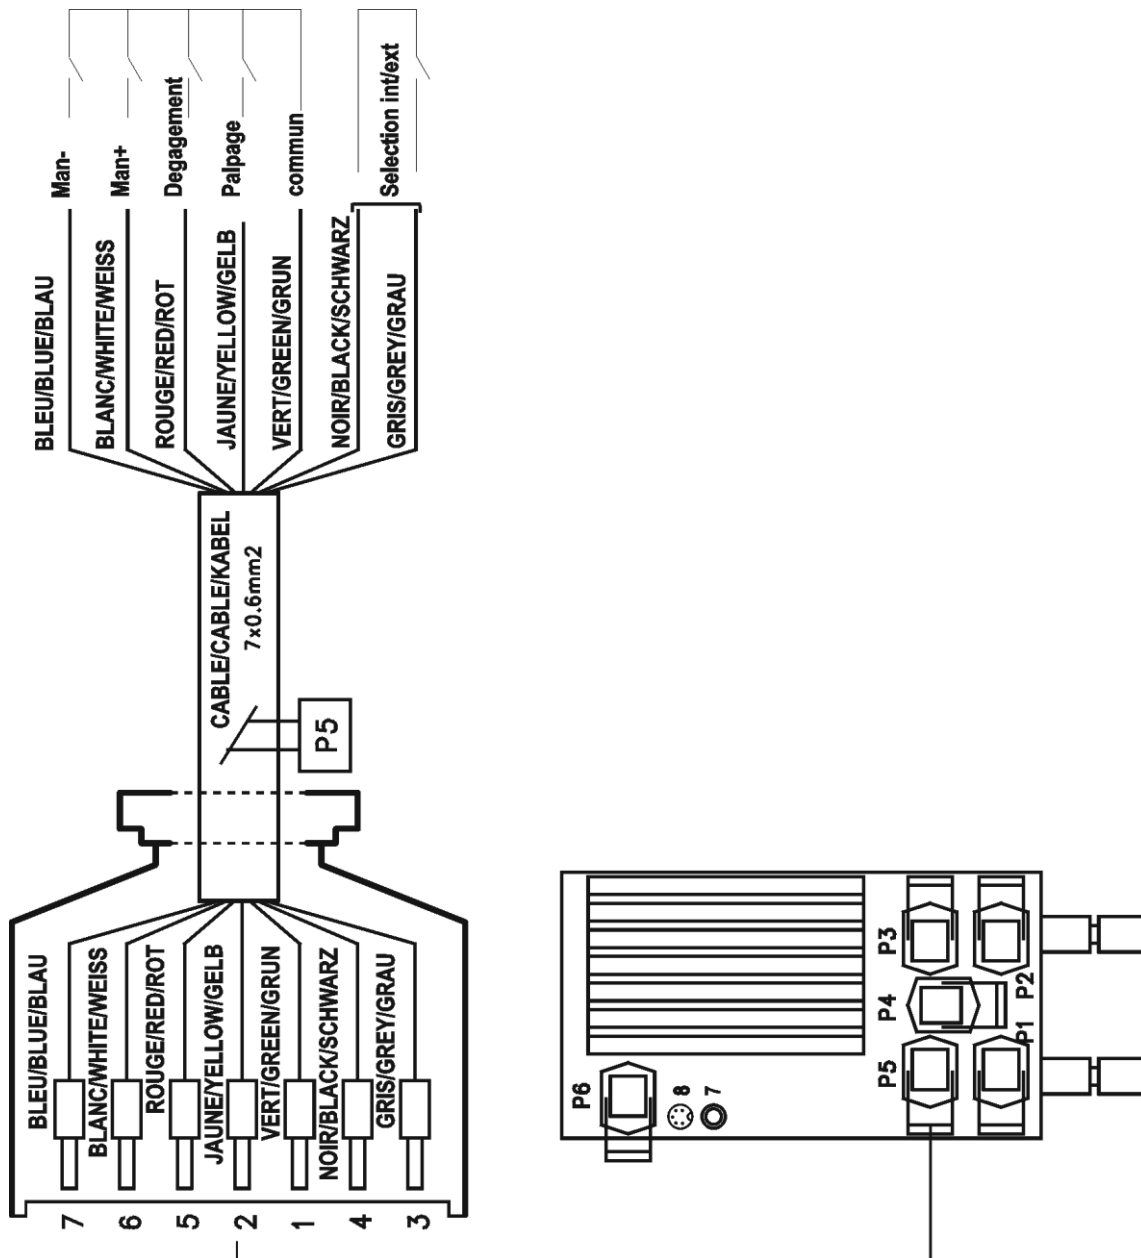 Man-
Man+
Degagement
Palpage
commun
Selection int/ext
BLEU/BLUE/BLAU
BLANC/WHITE/WEISS
ROUGE/RED/ROT
JAUNE/YELLOW/GELB
VERT/GREEN/GRUN
NOIR/BLACK/SCHWARZ
GRIS/GREY/GRAU
CABLE/CABLE/KABEL
7x0.6mm2
P5
BLEU/BLUE/BLAU
BLANC/WHITE/WEISS
ROUGE/RED/ROT
JAUNE/YELLOW/GELB
VERT/GREEN/GRUN
NOIR/BLACK/SCHWARZ
GRIS/GREY/GRAU
7
6
5
2
1
4
3
P3
P4
P2
P1
P5
P6
8
7